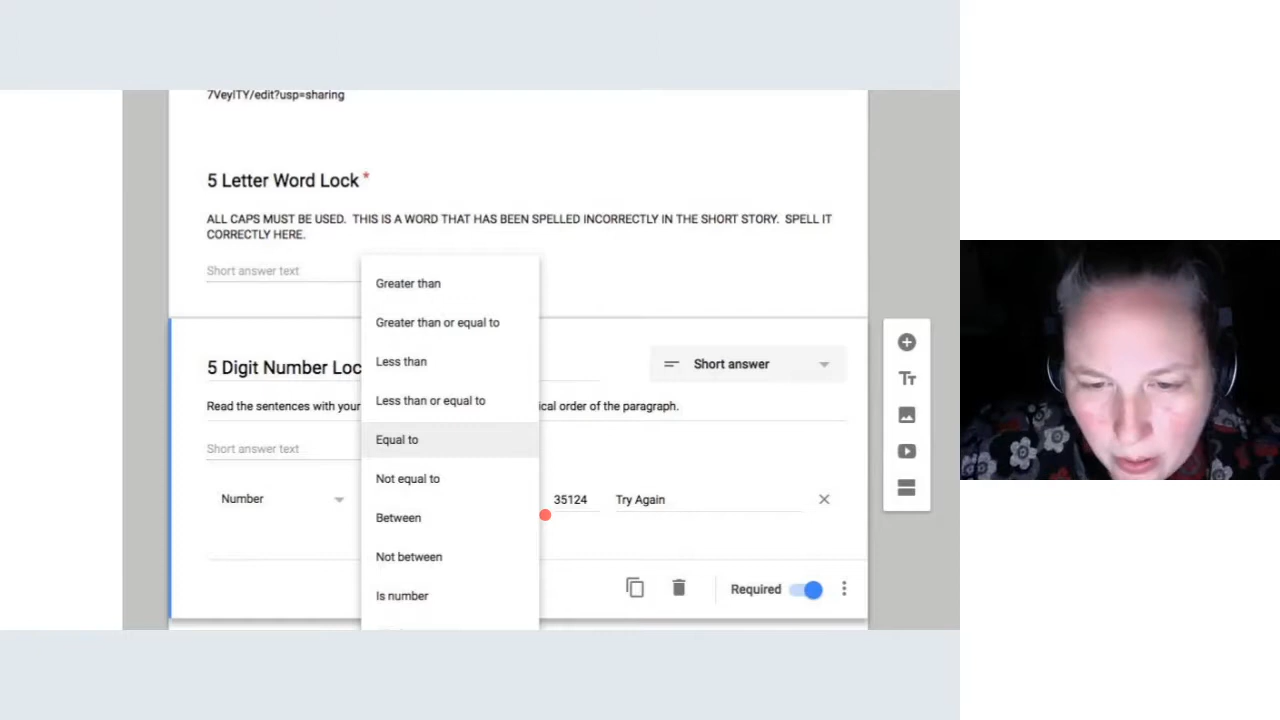 7VeyITY/edit?usp=sharing
5 Letter Word Lock *
ALL CAPS MUST BE USED.  THIS IS A WORD THAT HAS BEEN SPELLED INCORRECTLY IN THE SHORT STORY.  SPELL IT
CORRECTLY HERE.
Short answer text
Greater than
Greater than or equal to
Less than
5 Digit Number Loc
Short answer
Less than or equal to
Read the sentences with your
ical order of the paragraph.
Equal to
Short answer text
Not equal to
Number
35124
Try Again
Between
Not between
Is number
Required